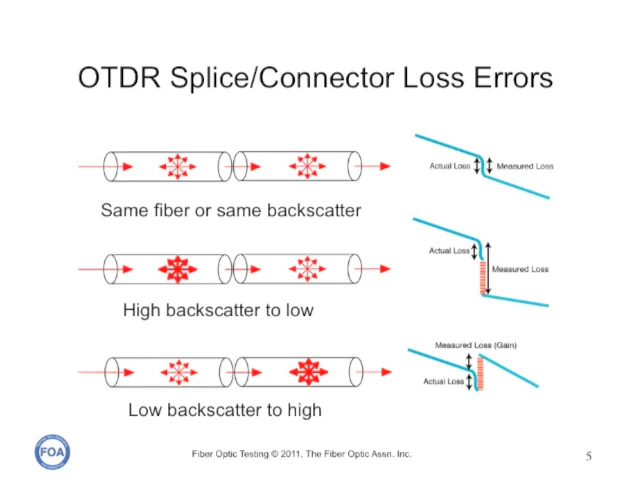 OTDR Splice/Connector Loss Errors
Actual Loss
Measured Loss
Same fiber or same backscatter
Actual Loss
Measured Loss
High backscatter to low
Measured Loss (Gain)
Actual Loss
Low backscatter to high
FOA
Fiber Optic Testing © 2011, The Fiber Optic Assn. Inc.
5